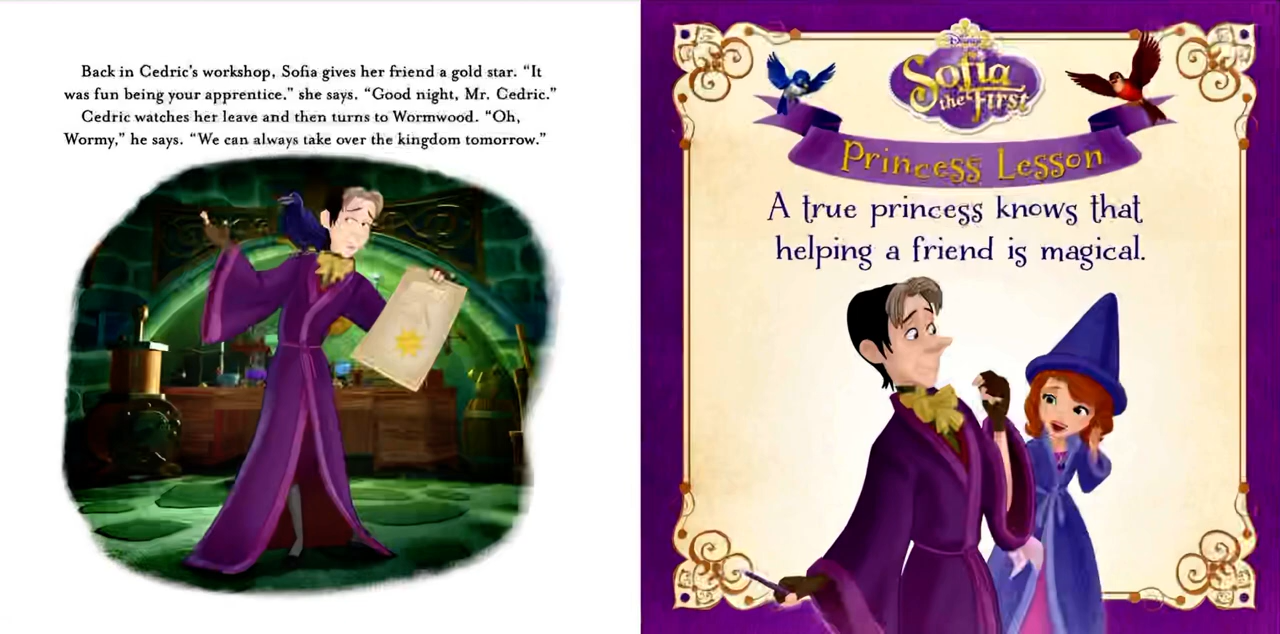 Back in Cedric's workshop, Sofia gives her friend a gold star. “It
was fun being your apprentice.” she says. “Good night, Mr. Cedric.”
Cedric watches her leave and then turns to Wormwood. “Oh,
Wormy,” he says. “We can always take over the kingdom tomorrow.”
Disney
Sofia
the First
Princess Lesson
A true princess knows that
helping a friend is magical.